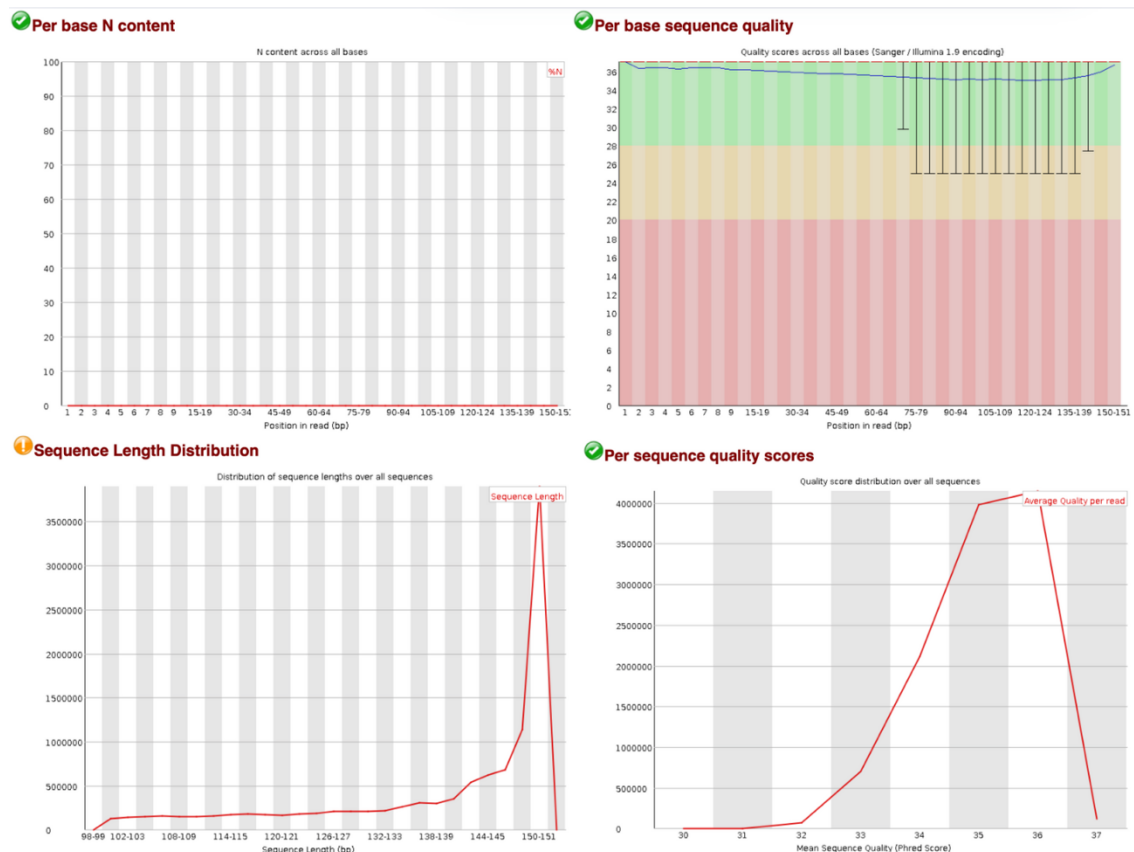 Per base N content
N content across all bases
%N
100
90
80
70
60
50
40
30
20
10
0
1 2 3 4 5 6 7 8 9 15-19 30-34 45-49 60-64 75-79 90-94 105-109 120-124 135-139 150-151
Position in read (bp)
Per base sequence quality
Quality scores across all bases (Sanger / Illumina 1.9 encoding)
36
34
32
30
28
26
24
22
20
18
16
14
12
10
8
6
4
2
0
1 2 3 4 5 6 7 8 9 15-19 30-34 45-49 60-64 75-79 90-94 105-109 120-124 135-139 150-151
Position in read (bp)
Sequence Length Distribution
Distribution of sequence lengths over all sequences
Sequence Length
3500000
3000000
2500000
2000000
1500000
1000000
500000
0
98-99 102-103 108-109 114-115 120-121 126-127 132-133 138-139 144-145 150-151
Sequence Length (bp)
Per sequence quality scores
Quality score distribution over all sequences
Average Quality per read
4000000
3500000
3000000
2500000
2000000
1500000
1000000
500000
0
30 31 32 33 34 35 36 37
Mean Sequence Quality (Phred Score)